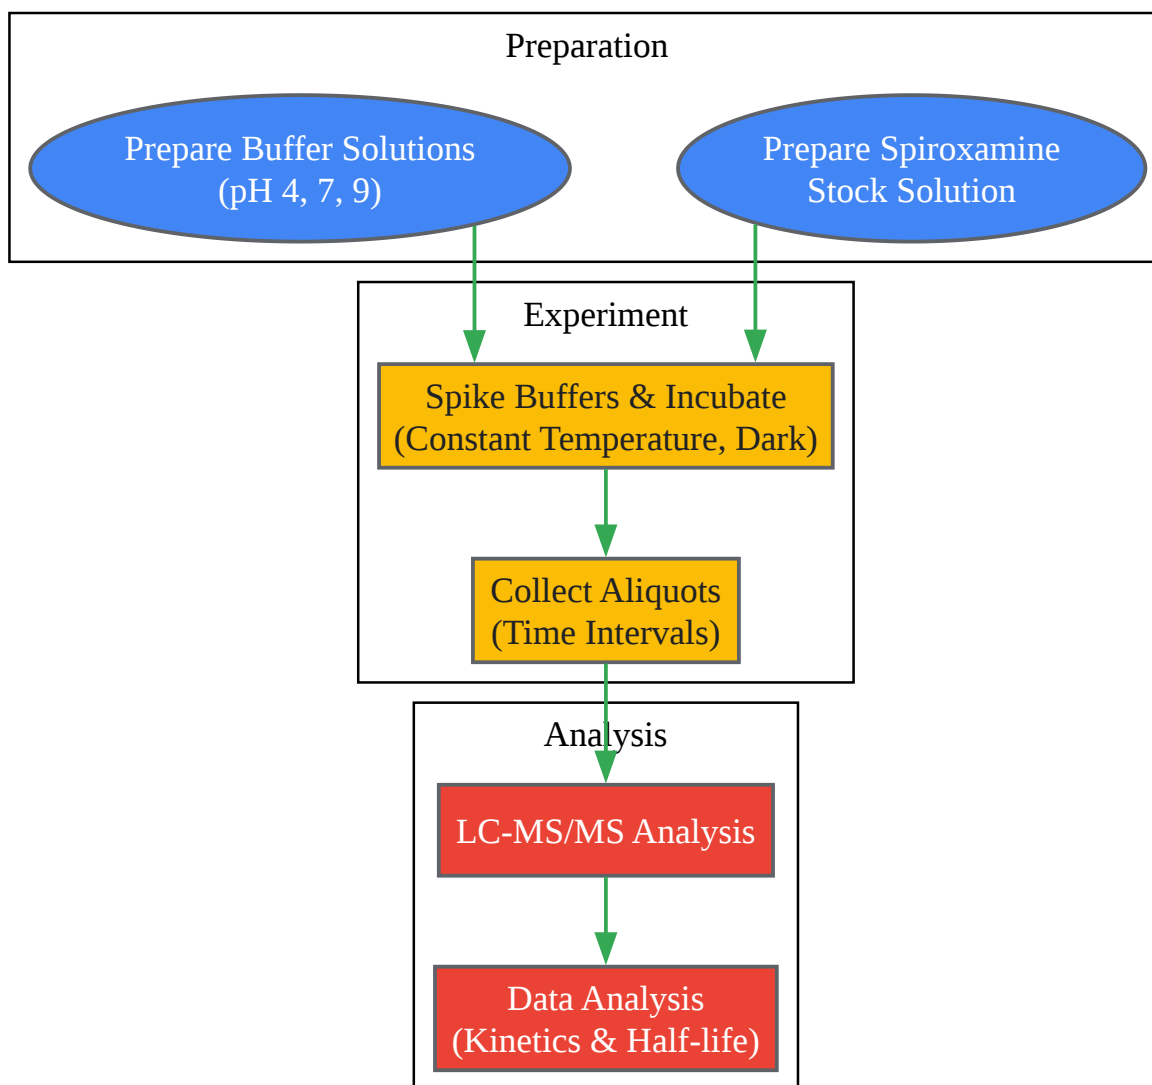 Preparation
Prepare Buffer Solutions
(pH 4, 7, 9)
Prepare Spiroxamine
Stock Solution
Experiment
Spike Buffers & Incubate
(Constant Temperature, Dark)
Collect Aliquots
(Time Intervals)
Analysis
LC-MS/MS Analysis
Data Analysis
(Kinetics & Half-life)